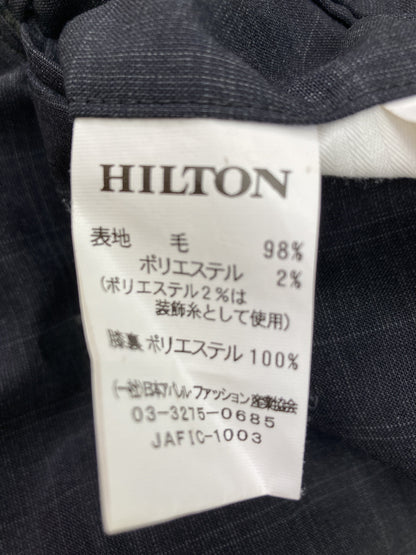 HILTON
表地 毛 98%
ポリエステル 2%
(ポリエステル2%は
装飾糸として使用)
膝裏 ポリエステル 100%
(一社)日本アパレル・ファッション産業協会
03-3275-0685
JAFIC-1003